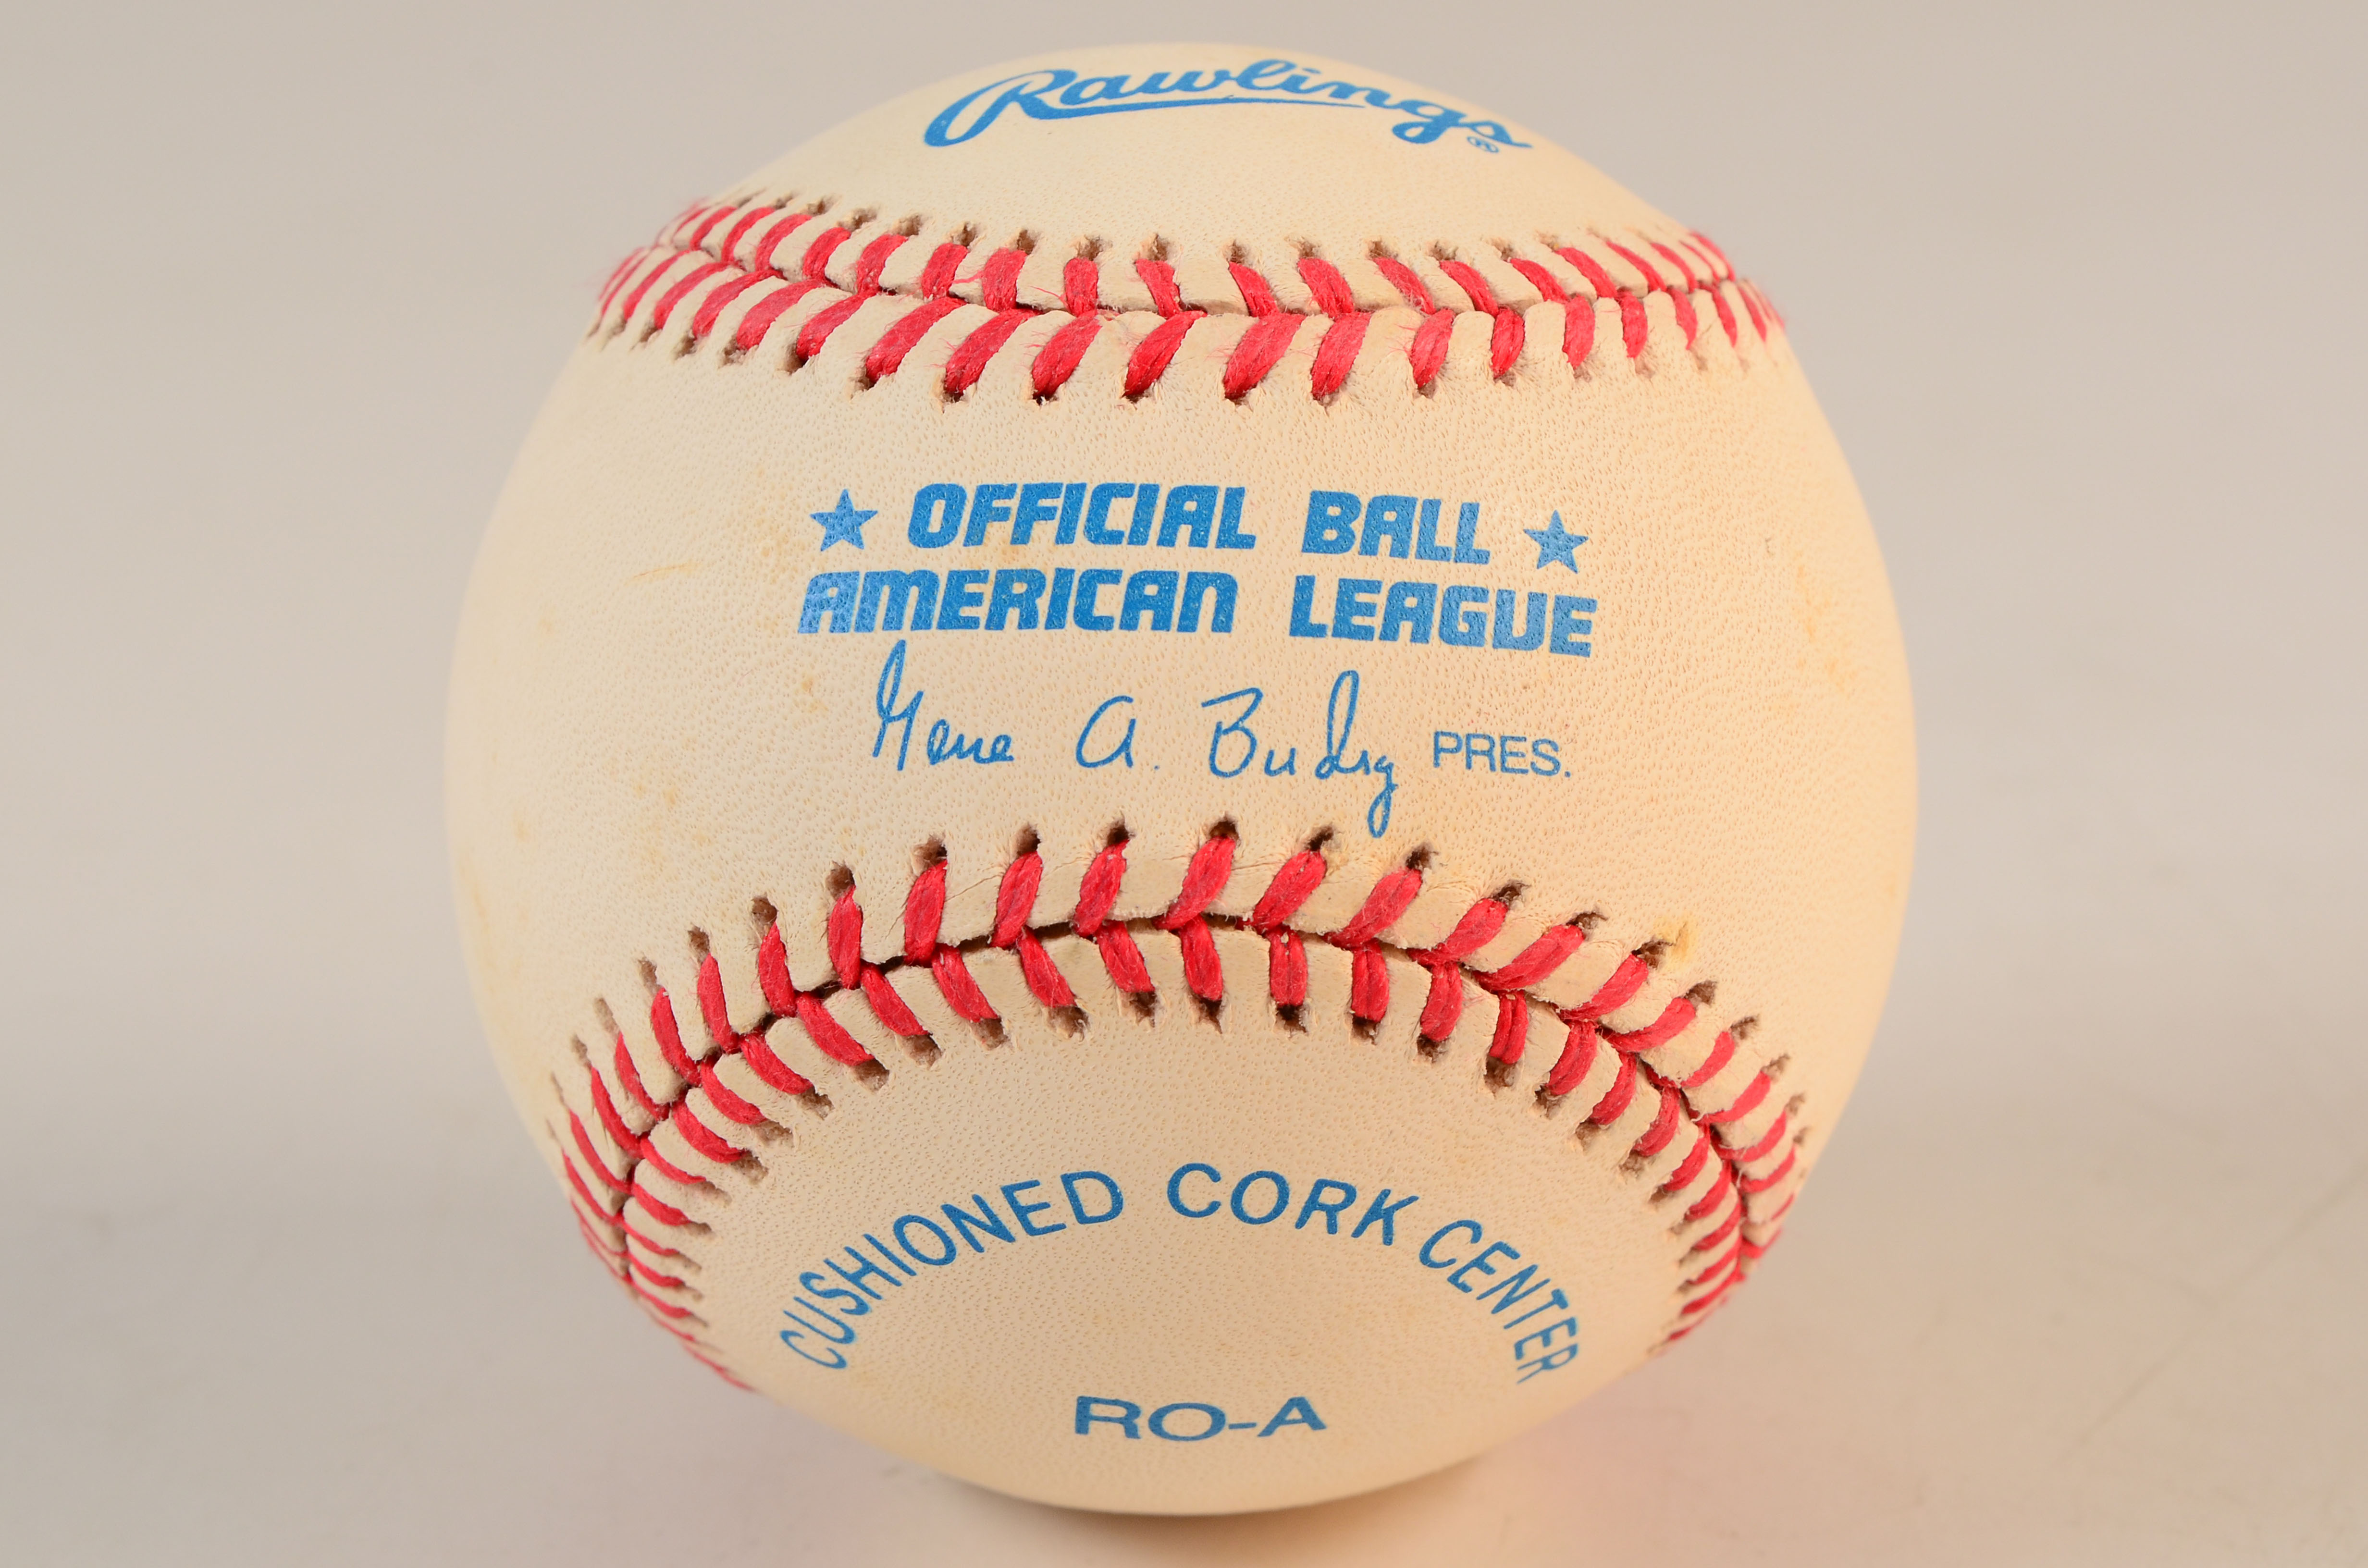 Rawlings®
★ OFFICIAL BALL ★
AMERICAN LEAGUE
Gene A. Budig PRES.
CUSHIONED CORK CENTER
RO-A